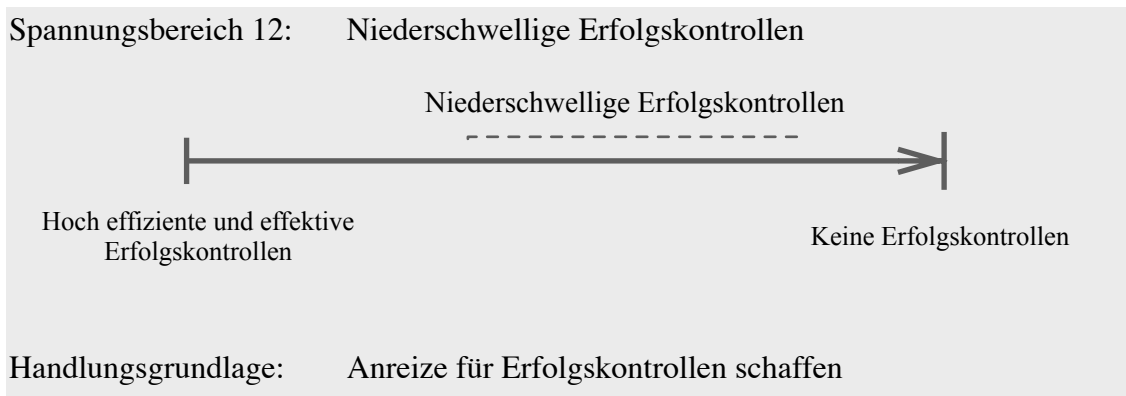 Spannungsbereich 12: Niederschwellige Erfolgskontrollen
Niederschwellige Erfolgskontrollen
Hoch effiziente und effektive
Erfolgskontrollen
Keine Erfolgskontrollen
Handlungsgrundlage: Anreize für Erfolgskontrollen schaffen